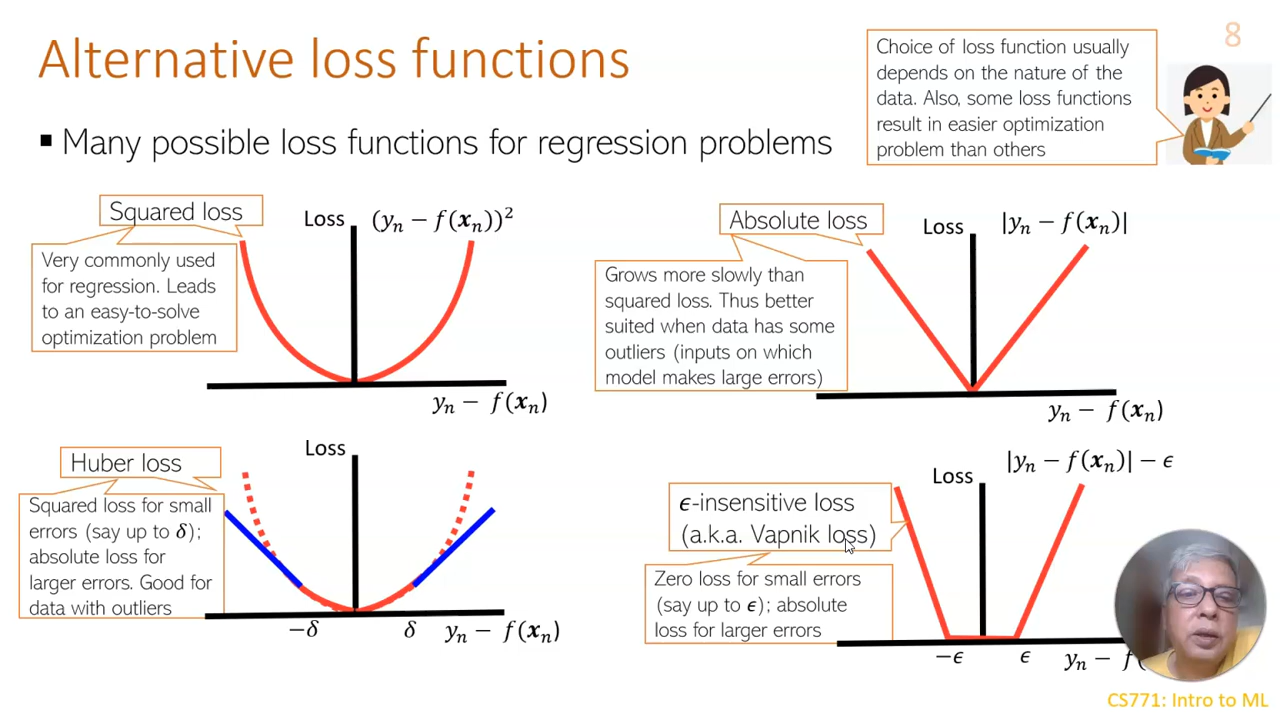 Alternative loss functions
8
Choice of loss function usually
depends on the nature of the
data. Also, some loss functions
result in easier optimization
problem than others
▪ Many possible loss functions for regression problems
Squared loss
Loss
(yₙ − f(𝒙ₙ))²
Very commonly used
for regression. Leads
to an easy-to-solve
optimization problem
yₙ − f(𝒙ₙ)
Absolute loss
Loss
|yₙ − f(𝒙ₙ)|
Grows more slowly than
squared loss. Thus better
suited when data has some
outliers (inputs on which
model makes large errors)
yₙ − f(𝒙ₙ)
Huber loss
Loss
Squared loss for small
errors (say up to δ);
absolute loss for
larger errors. Good for
data with outliers
−δ
δ
yₙ − f(𝒙ₙ)
ϵ-insensitive loss
(a.k.a. Vapnik loss)
Loss
|yₙ − f(𝒙ₙ)| − ϵ
Zero loss for small errors
(say up to ϵ); absolute
loss for larger errors
−ϵ
ϵ
yₙ − f(
CS771: Intro to ML